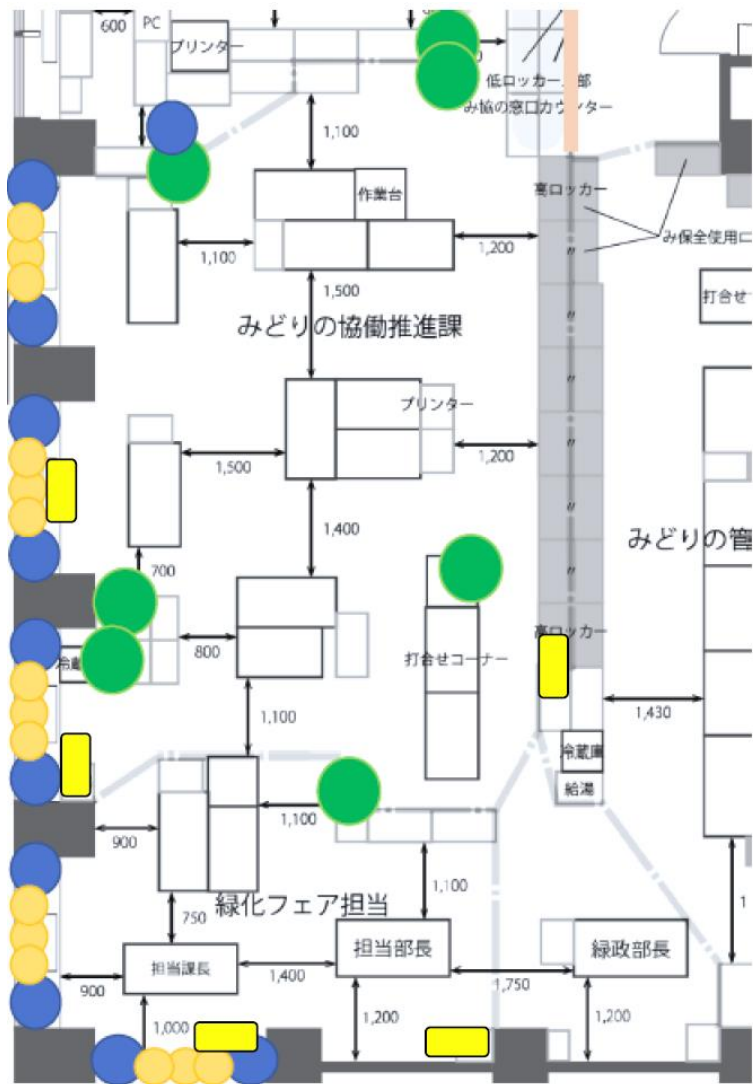 600
PC
プリンター
低ロッカー上部
み協の窓口カウンター
1,100
作業台
高ロッカー
1,100
1,200
〃
み保全使用ロ
1,500
打合せ
みどりの協働推進課
〃
〃
プリンター
1,500
1,200
〃
1,400
〃
みどりの管
700
〃
800
高ロッカー
打合せコーナー
1,100
1,430
冷蔵庫
給湯
1,100
900
1,100
750
緑化フェア担当
担当部長
緑政部長
担当課長
900
1,400
1,750
1,000
1,200
1,200